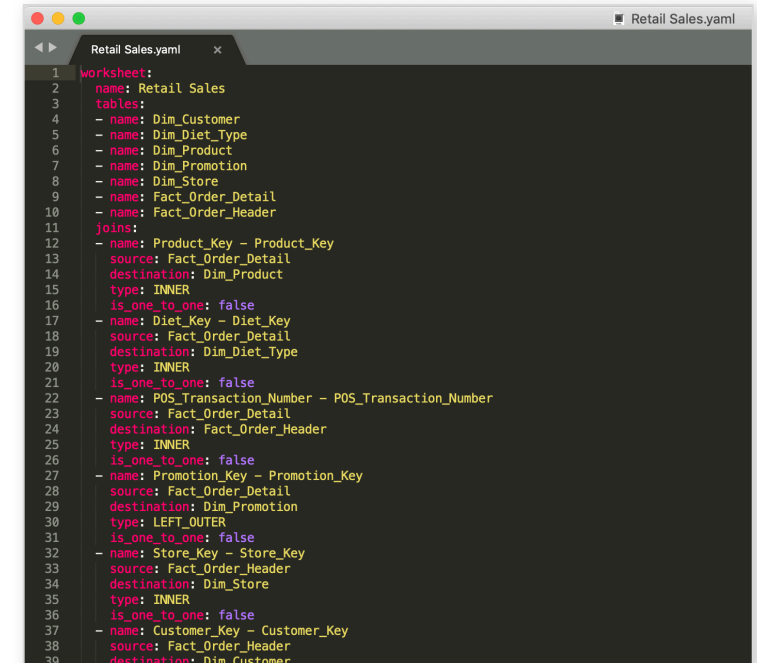 Retail Sales.yaml
Retail Sales.yaml ×
1 worksheet:
2   name: Retail Sales
3   tables:
4   - name: Dim_Customer
5   - name: Dim_Diet_Type
6   - name: Dim_Product
7   - name: Dim_Promotion
8   - name: Dim_Store
9   - name: Fact_Order_Detail
10   - name: Fact_Order_Header
11   joins:
12   - name: Product_Key – Product_Key
13     source: Fact_Order_Detail
14     destination: Dim_Product
15     type: INNER
16     is_one_to_one: false
17   - name: Diet_Key – Diet_Key
18     source: Fact_Order_Detail
19     destination: Dim_Diet_Type
20     type: INNER
21     is_one_to_one: false
22   - name: POS_Transaction_Number – POS_Transaction_Number
23     source: Fact_Order_Detail
24     destination: Fact_Order_Header
25     type: INNER
26     is_one_to_one: false
27   - name: Promotion_Key – Promotion_Key
28     source: Fact_Order_Detail
29     destination: Dim_Promotion
30     type: LEFT_OUTER
31     is_one_to_one: false
32   - name: Store_Key – Store_Key
33     source: Fact_Order_Header
34     destination: Dim_Store
35     type: INNER
36     is_one_to_one: false
37   - name: Customer_Key – Customer_Key
38     source: Fact_Order_Header
39     destination: Dim_Customer